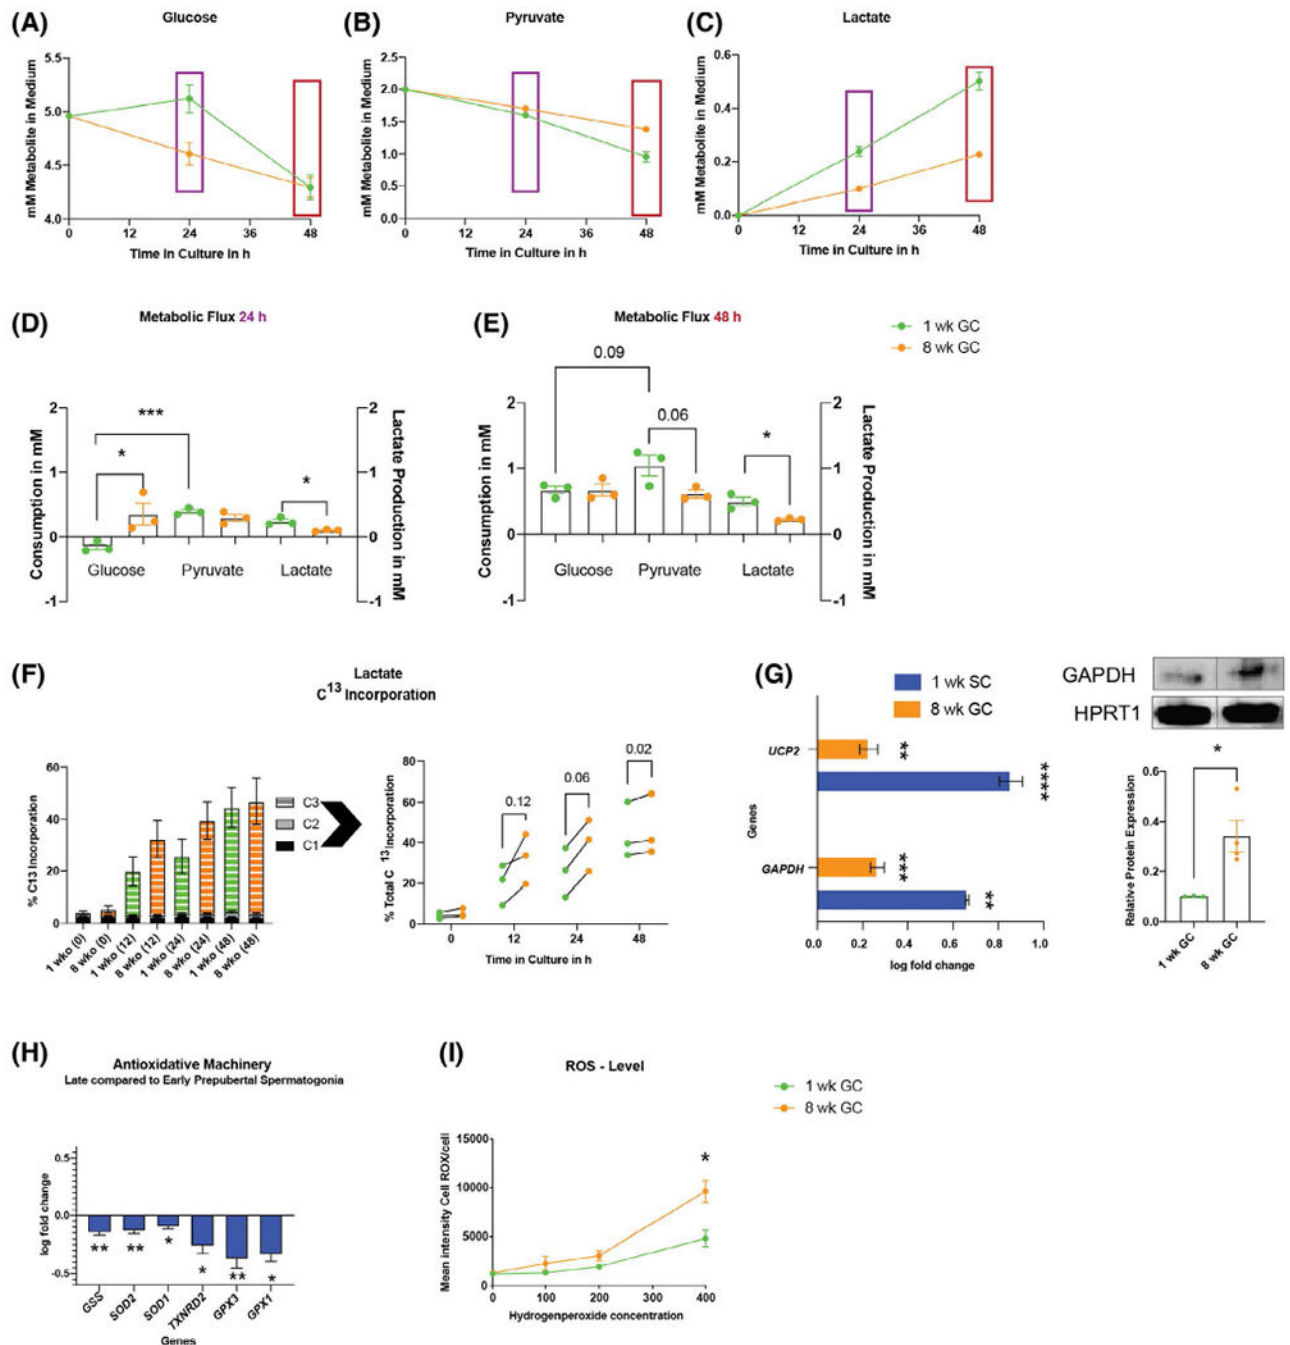 (A)
Glucose
mM Metabolite in Medium
5.5
5.0
4.5
4.0
0
12
24
36
48
Time in Culture in h
(B)
Pyruvate
mM Metabolite in Medium
2.5
2.0
1.5
1.0
0.5
0.0
0
12
24
36
48
Time in Culture in h
(C)
Lactate
mM Metabolite in Medium
0.6
0.4
0.2
0.0
0
12
24
36
48
Time in Culture in h
(D)
Metabolic Flux 24 h
Consumption in mM
2
1
0
-1
***
*
*
Glucose
Pyruvate
Lactate
2
1
0
-1
Lactate Production in mM
(E)
Metabolic Flux 48 h
Consumption in mM
2
1
0
-1
0.09
0.06
*
Glucose
Pyruvate
Lactate
2
1
0
-1
Lactate Production in mM
1 wk GC
8 wk GC
(F)
Lactate
C13 Incorporation
% C13 Incorporation
60
40
20
0
1 wko (0)
8 wko (0)
1 wko (12)
8 wko (12)
1 wko (24)
8 wko (24)
1 wko (48)
8 wko (48)
C3
C2
C1
% Total C 13 Incorporation
80
60
40
20
0
0.12
0.06
0.02
0
12
24
48
Time in Culture in h
(G)
1 wk SC
8 wk GC
Genes
UCP2
**
****
GAPDH
***
**
0.0
0.2
0.4
0.6
0.8
1.0
log fold change
GAPDH
HPRT1
Relative Protein Expression
0.6
0.4
0.2
0.0
*
1 wk GC
8 wk GC
(H)
Antioxidative Machinery
Late compared to Early Prepubertal Spermatogonia
log fold change
0.5
0.0
-0.5
**
**
*
*
**
*
GSS
SOD2
SOD1
TXNRD2
GPX3
GPX1
Genes
(I)
ROS - Level
1 wk GC
8 wk GC
Mean intensity Cell ROX/cell
15000
10000
5000
0
*
0
100
200
300
400
Hydrogenperoxide concentration